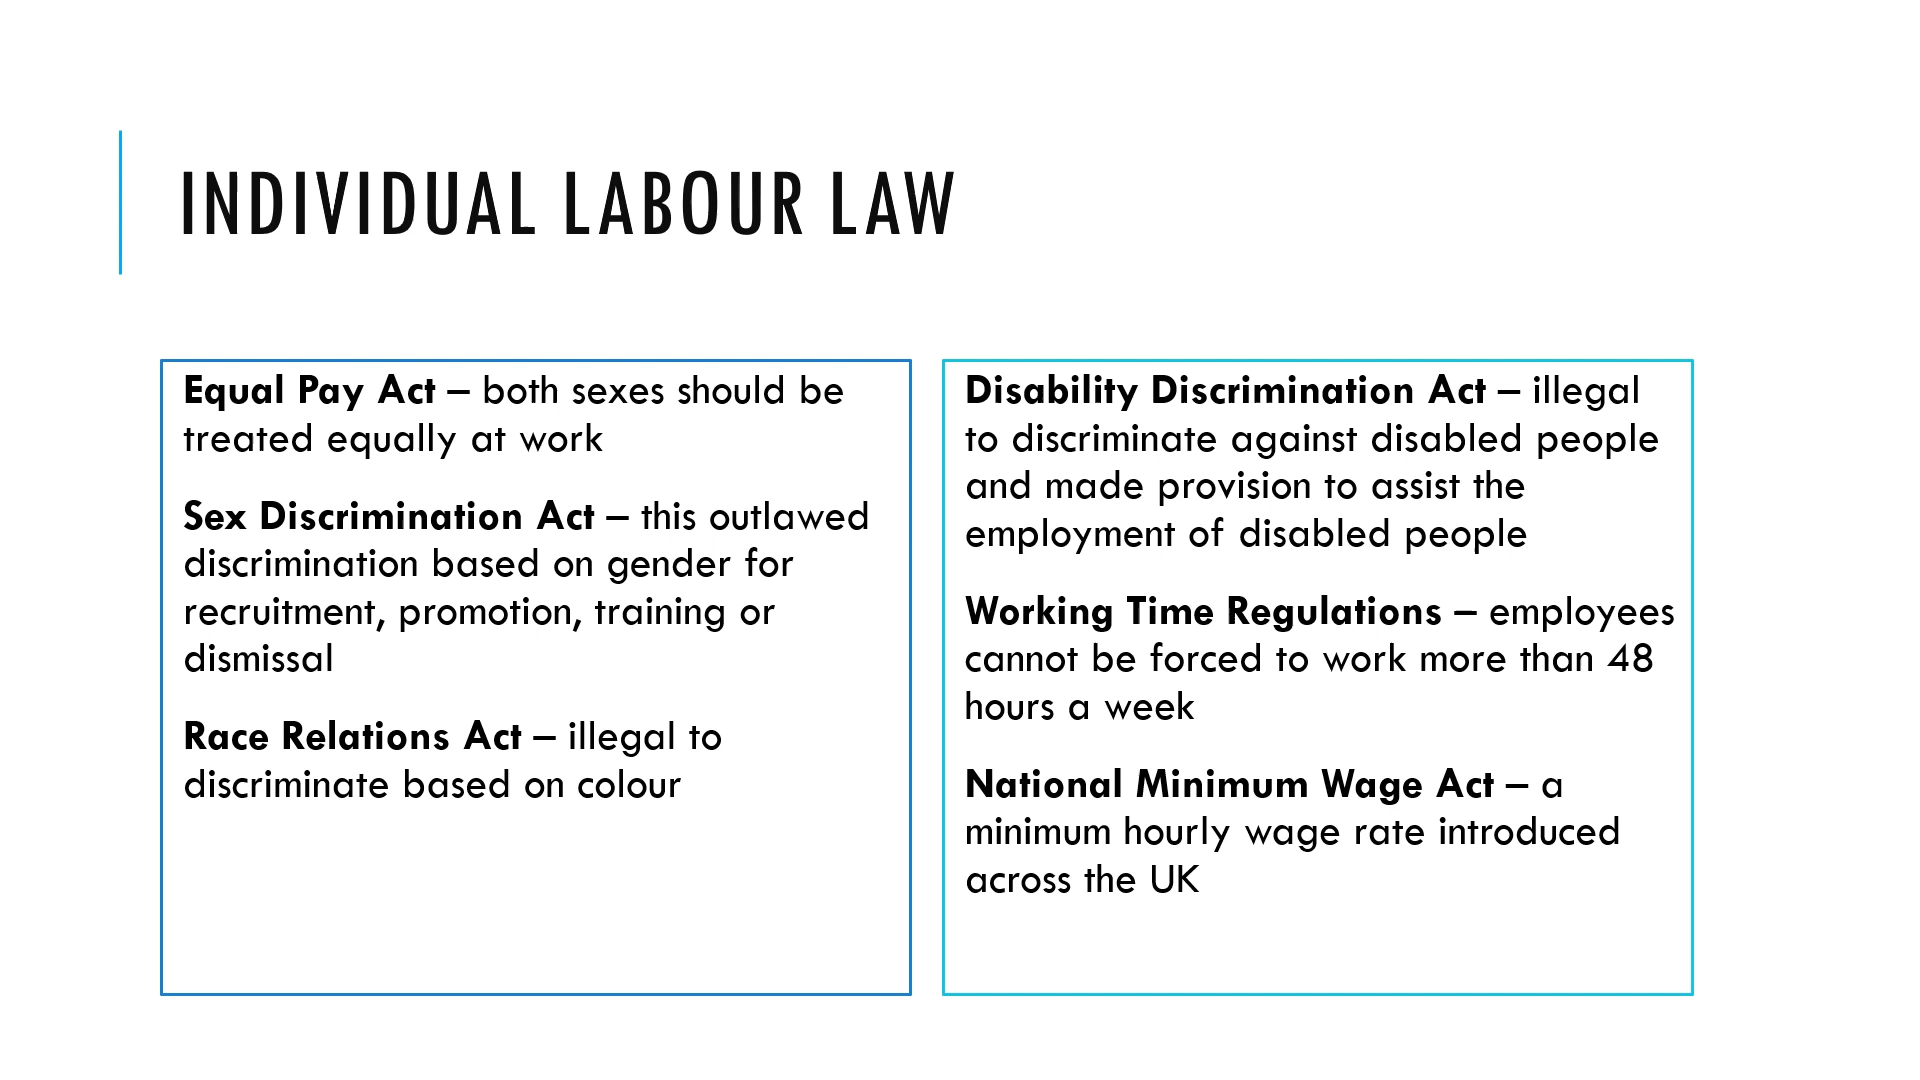 INDIVIDUAL LABOUR LAW
Equal Pay Act – both sexes should be
treated equally at work
Sex Discrimination Act – this outlawed
discrimination based on gender for
recruitment, promotion, training or
dismissal
Race Relations Act – illegal to
discriminate based on colour
Disability Discrimination Act – illegal
to discriminate against disabled people
and made provision to assist the
employment of disabled people
Working Time Regulations – employees
cannot be forced to work more than 48
hours a week
National Minimum Wage Act – a
minimum hourly wage rate introduced
across the UK